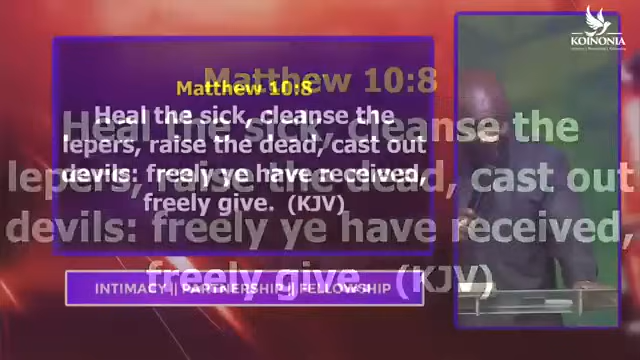 KOINONIA
Matthew 10:8
Heal the sick, cleanse the
lepers, raise the dead, cast out
devils: freely ye have received,
freely give. (KJV)
Matthew 10:8
Heal the sick, cleanse the
lepers, raise the dead, cast out
devils: freely ye have received,
freely give. (KJV)
INTIMACY || PARTNERSHIP || FELLOWSHIP